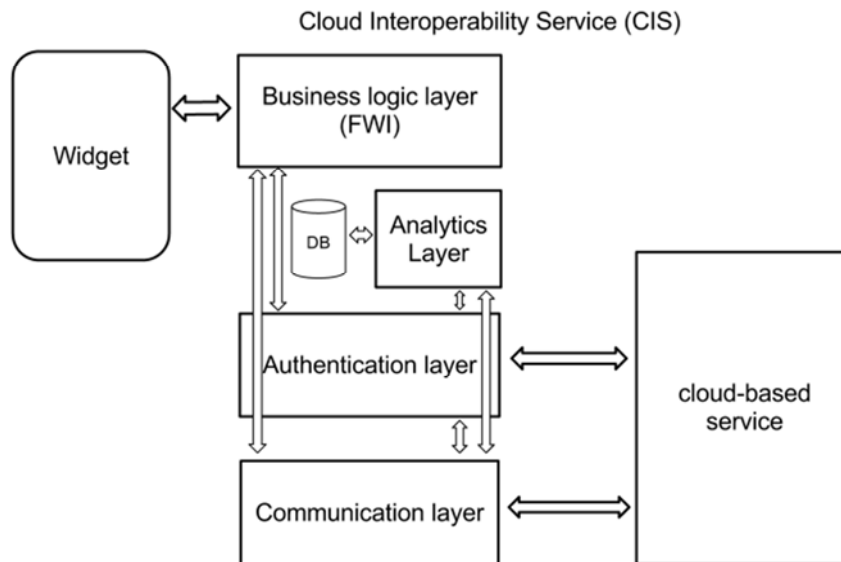 Cloud Interoperability Service (CIS)
Widget
Business logic layer
(FWI)
DB
Analytics
Layer
Authentication layer
cloud-based
service
Communication layer